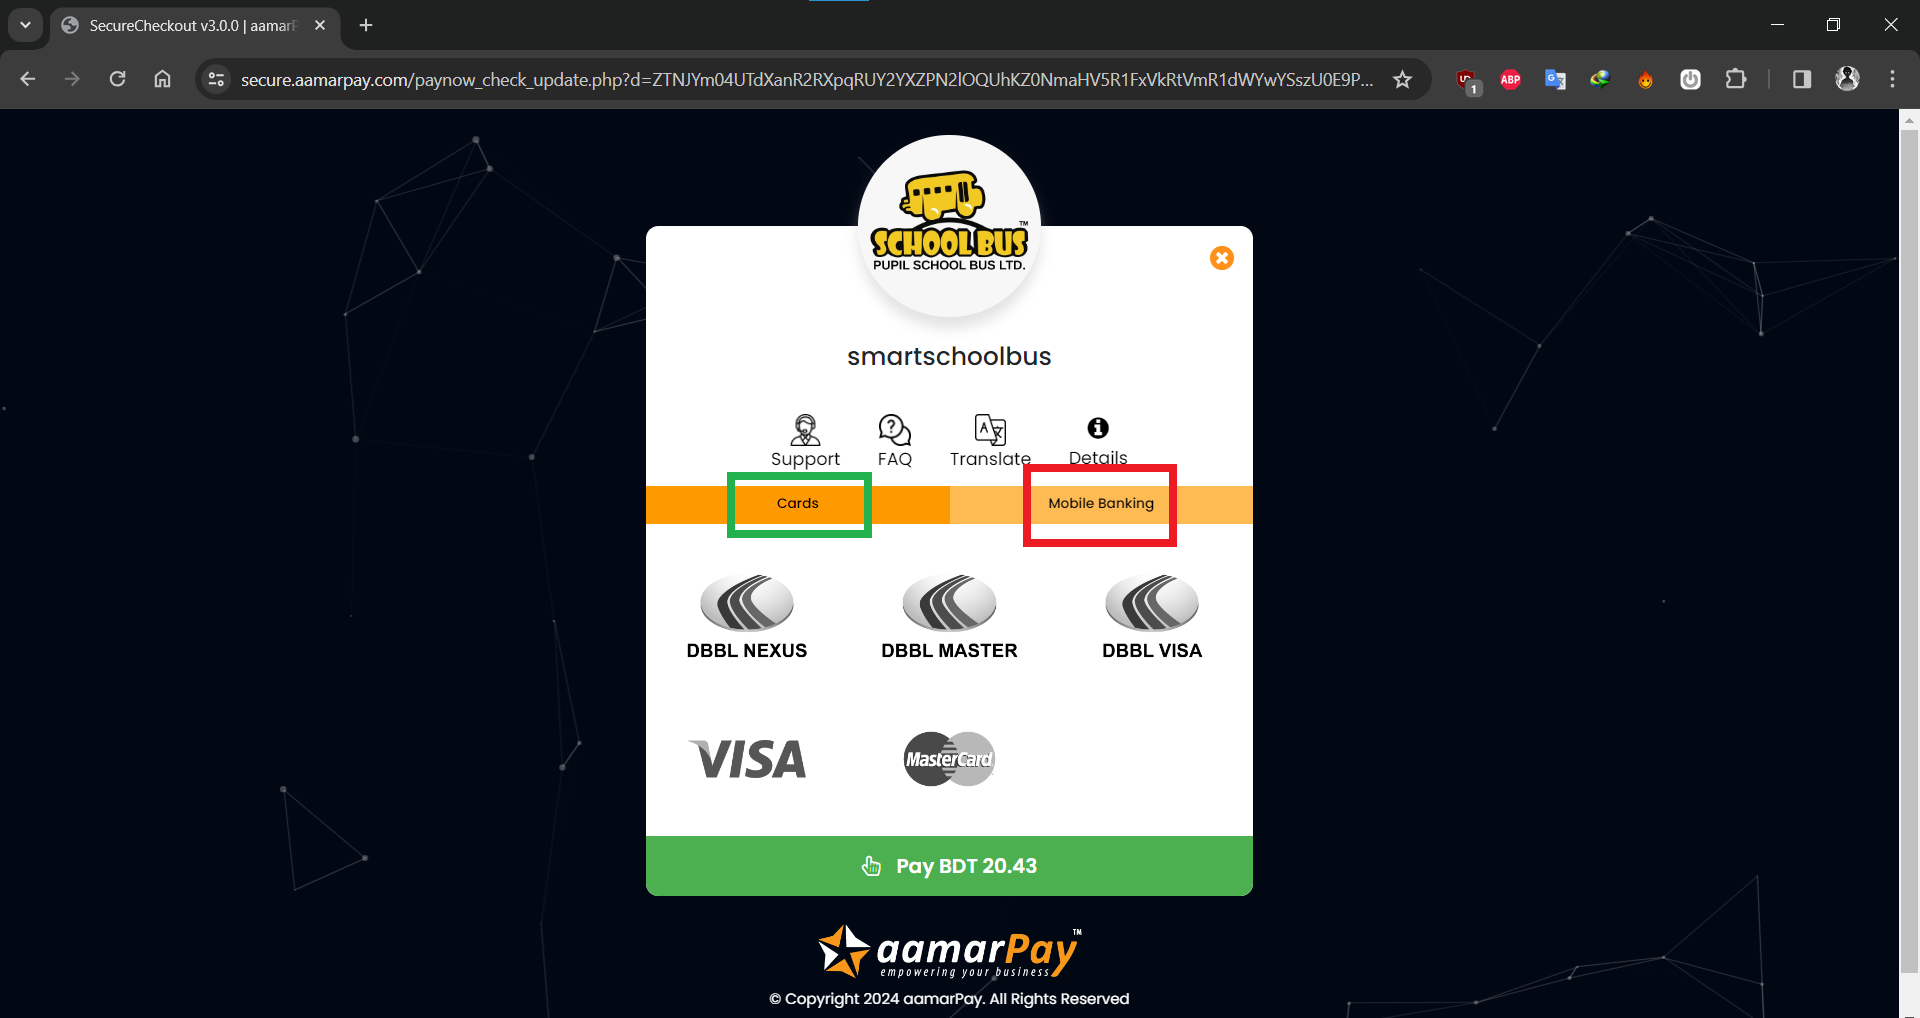 SecureCheckout v3.0.0 | aamarP
secure.aamarpay.com/paynow_check_update.php?d=ZTNJYm04UTdXanR2RXpqRUY2YXZPN2lOQUhKZ0NmaHV5R1FxVkRtVmR1dWYwYSszU0E9P...
1
ABP
SCHOOL BUS™
PUPIL SCHOOL BUS LTD.
smartschoolbus
Support FAQ Translate Details
Cards Mobile Banking
DBBL NEXUS DBBL MASTER DBBL VISA
VISA MasterCard
Pay BDT 20.43
aamarPay™
empowering your business
© Copyright 2024 aamarPay. All Rights Reserved